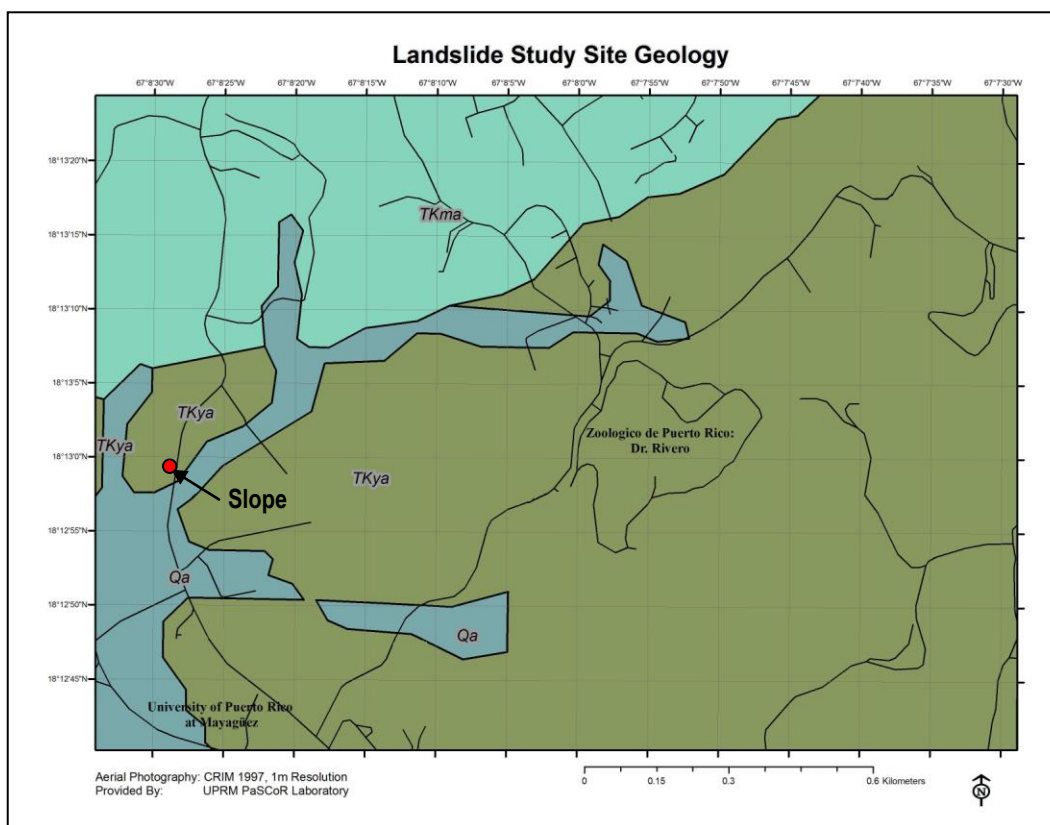 Landslide Study Site Geology
67°8'30"W 67°8'25"W 67°8'20"W 67°8'15"W 67°8'10"W 67°8'5"W 67°8'0"W 67°7'55"W 67°7'50"W 67°7'45"W 67°7'35"W 67°7'30"W
18°13'20"N
18°13'15"N
TKma
18°13'10"N
18°13'5"N
TKya
TKya
Zoologico de Puerto Rico:
Dr. Rivero
18°13'0"N
TKya
Slope
18°12'55"N
Qa
18°12'50"N
Qa
18°12'45"N
University of Puerto Rico
at Mayagüez
Aerial Photography: CRIM 1997, 1m Resolution
Provided By: UPRM PaSCoR Laboratory
0 0.15 0.3 0.6 Kilometers
N